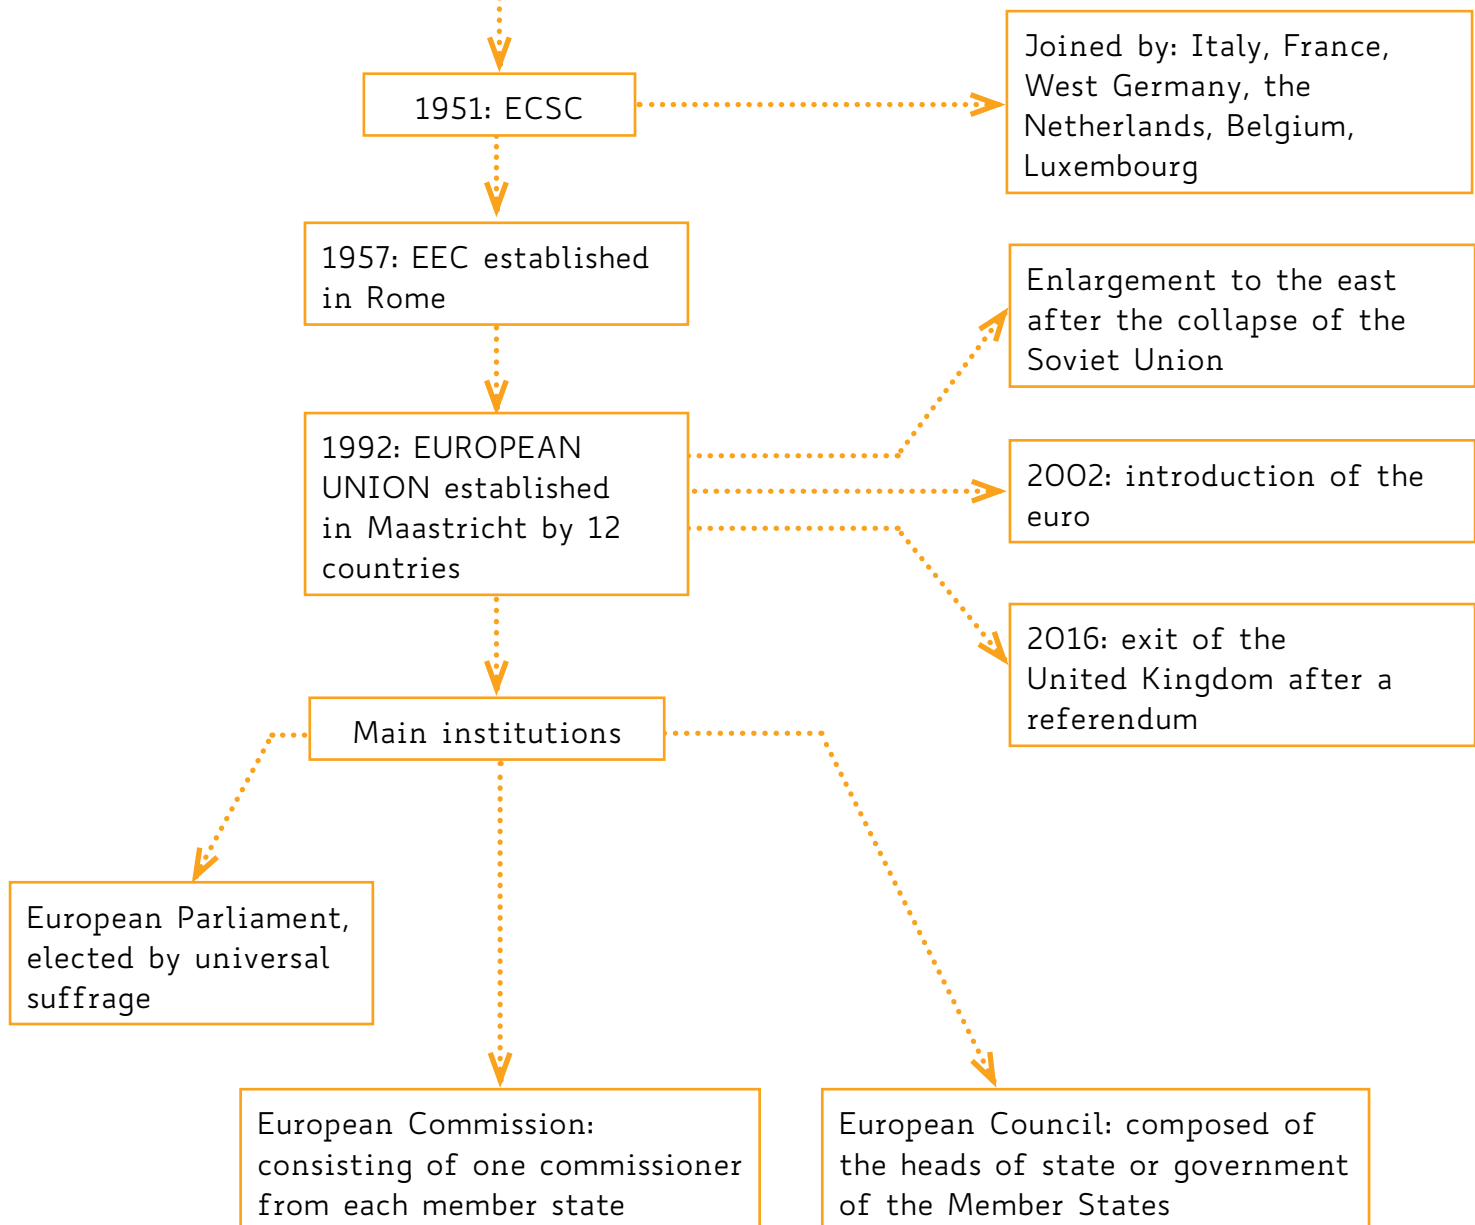 1951: ECSC
Joined by: Italy, France,
West Germany, the
Netherlands, Belgium,
Luxembourg
1957: EEC established
in Rome
Enlargement to the east
after the collapse of the
Soviet Union
1992: EUROPEAN
UNION established
in Maastricht by 12
countries
2002: introduction of the
euro
2016: exit of the
United Kingdom after a
referendum
Main institutions
European Parliament,
elected by universal
suffrage
European Commission:
consisting of one commissioner
from each member state
European Council: composed of
the heads of state or government
of the Member States